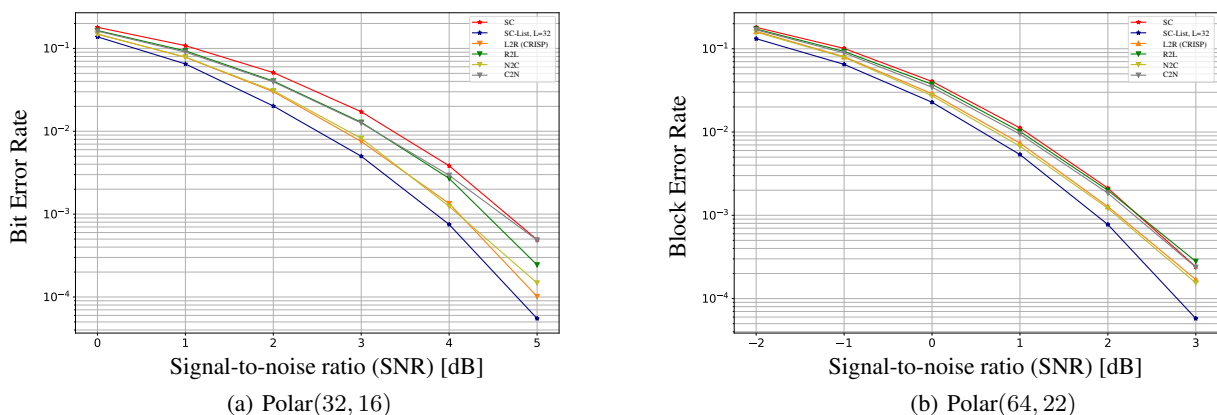 Bit Error Rate
10⁻¹
10⁻²
10⁻³
10⁻⁴
0 1 2 3 4 5
Signal-to-noise ratio (SNR) [dB]
SC
SC-List, L=32
L2R (CRISP)
R2L
N2C
C2N
(a) Polar(32, 16)
Block Error Rate
10⁻¹
10⁻²
10⁻³
10⁻⁴
−2 −1 0 1 2 3
Signal-to-noise ratio (SNR) [dB]
SC
SC-List, L=32
L2R (CRISP)
R2L
N2C
C2N
(b) Polar(64, 22)